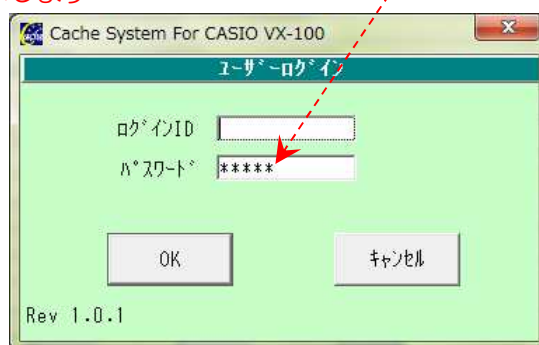 Cache System For CASIO VX-100
ﾕｰｻﾞｰﾛｸﾞｲﾝ
ﾛｸﾞｲﾝID
ﾊﾟｽﾜｰﾄﾞ *****
OK ｷｬﾝｾﾙ
Rev 1.0.1